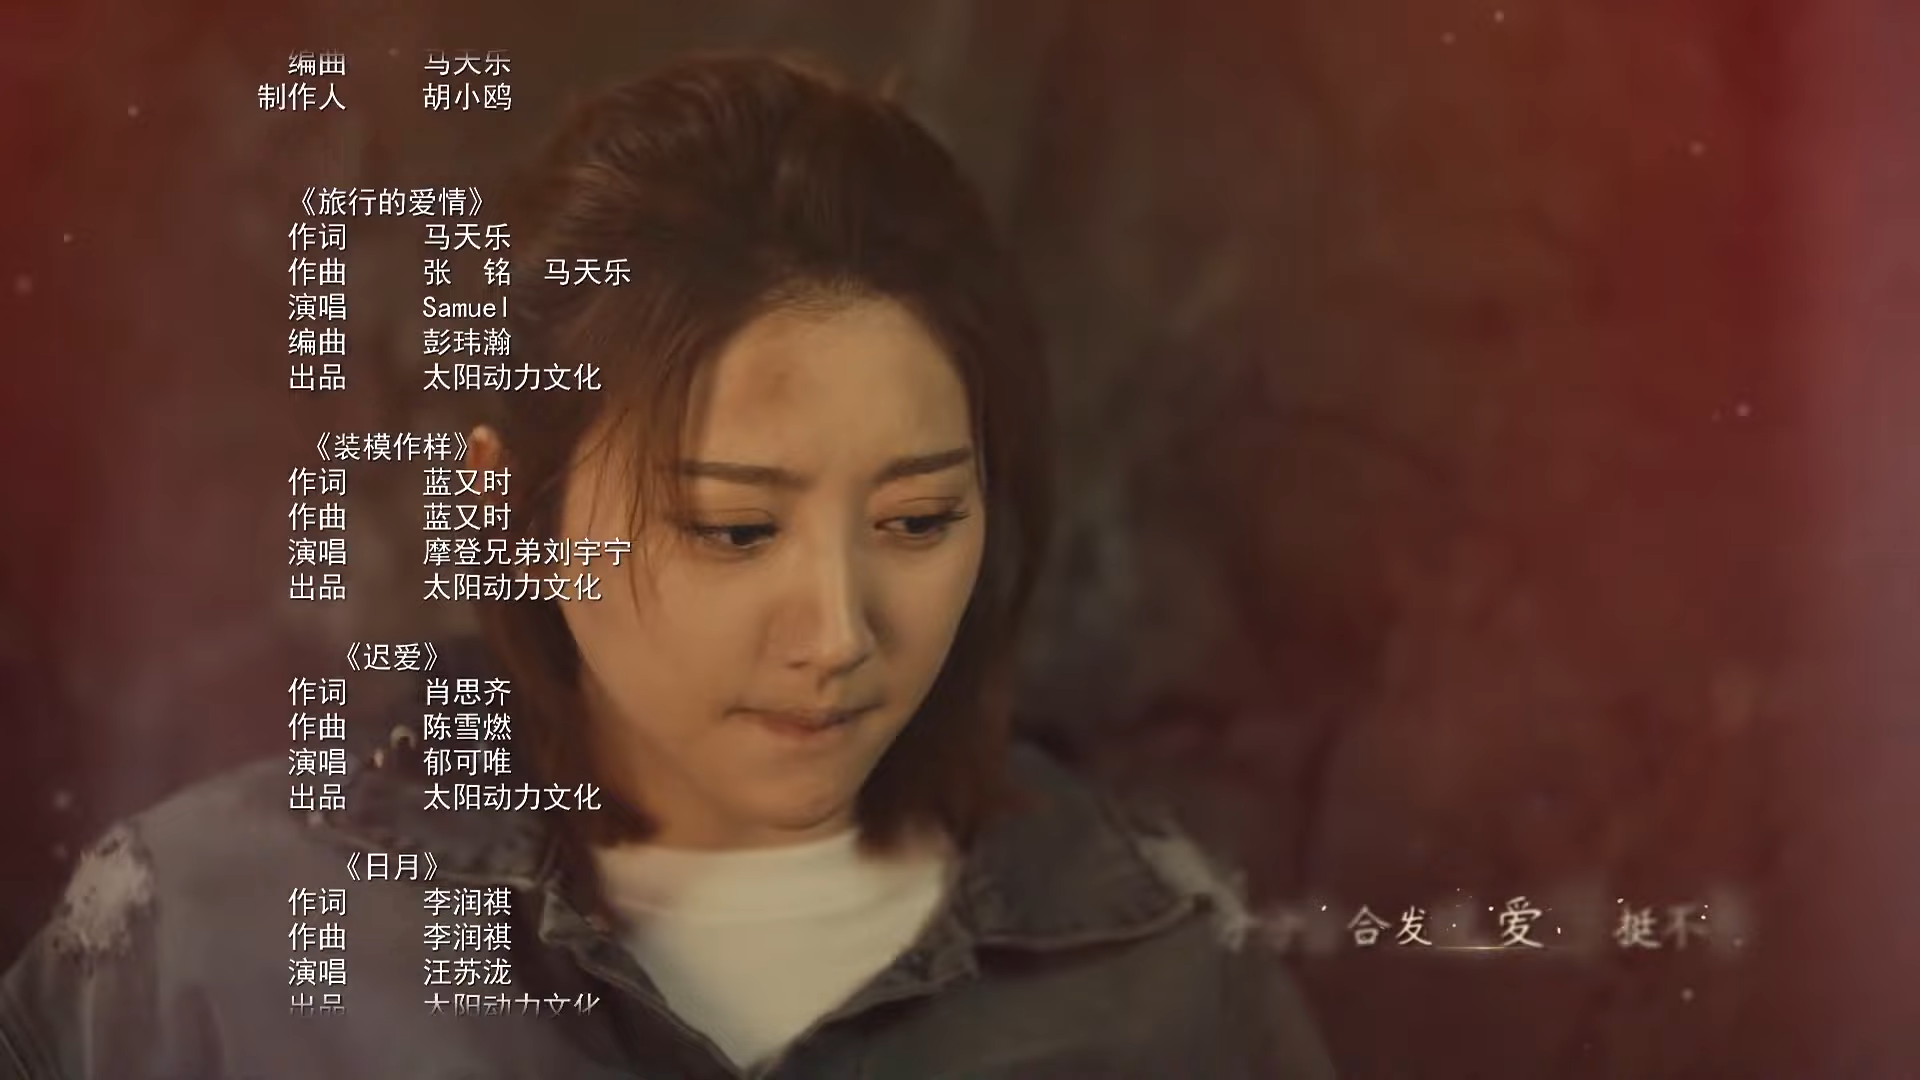 编曲 马天乐
制作人 胡小鸥
《旅行的爱情》
作词 马天乐
作曲 张 铭 马天乐
演唱 Samuel
编曲 彭玮瀚
出品 太阳动力文化
《装模作样》
作词 蓝又时
作曲 蓝又时
演唱 摩登兄弟刘宇宁
出品 太阳动力文化
《迟爱》
作词 肖思齐
作曲 陈雪燃
演唱 郁可唯
出品 太阳动力文化
《日月》
作词 李润祺
作曲 李润祺
演唱 汪苏泷
出品 太阳动力文化
合发 爱 挺不